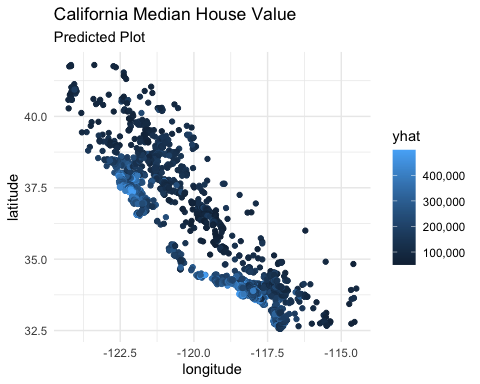 California Median House Value
Predicted Plot
latitude
40.0
37.5
35.0
32.5
-122.5 -120.0 -117.5 -115.0
longitude
yhat
400,000
300,000
200,000
100,000